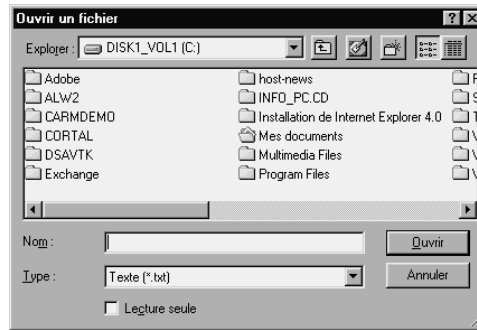 Ouvrir un fichier
Explorer : DISK1_VOL1 (C:)
Adobe
ALW2
CARMDEMO
CORTAL
DSAVTK
Exchange
host-news
INFO_PC.CD
Installation de Internet Explorer 4.0
Mes documents
Multimedia Files
Program Files
Nom :
Ouvrir
Type : Texte (*.txt)
Annuler
Lecture seule